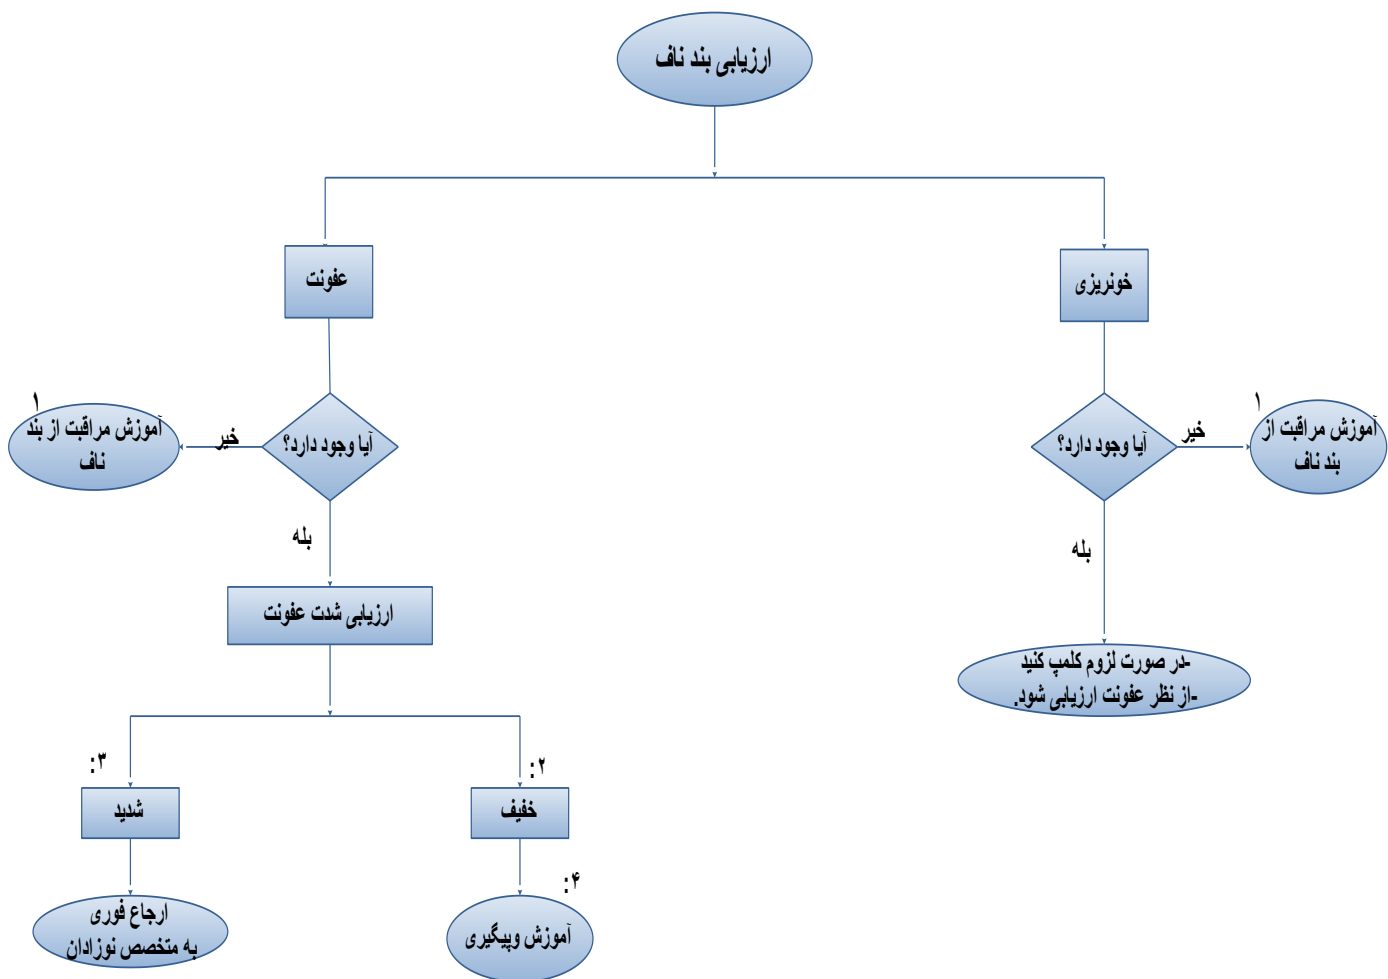 ارزیابی بند ناف
خونریزی
عفونت
۱
آموزش مراقبت از
بند ناف
خیر
آیا وجود دارد؟
آیا وجود دارد؟
خیر
۱
آموزش مراقبت از بند
ناف
بله
بله
ارزیابی شدت عفونت
-در صورت لزوم کلمپ کنید
-از نظر عفونت ارزیابی شود.
۲:
خفیف
۳:
شدید
۴:
آموزش وپیگیری
ارجاع فوری
به متخصص نوزادان